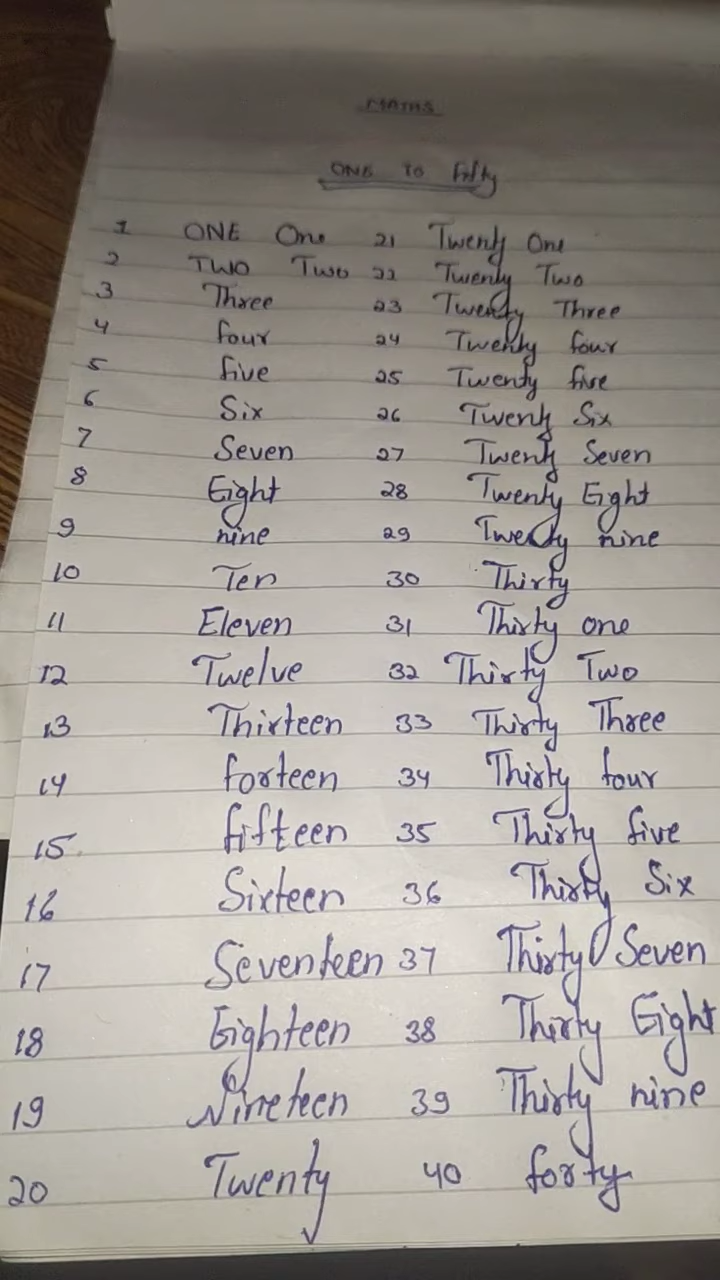 MATHS
ONE TO Fifty
1 ONE One 21 Twenty One
2 TWO Two 22 Twenty Two
3 Three 23 Twenty Three
4 four 24 Twenty four
5 five 25 Twenty five
6 Six 26 Twenty Six
7 Seven 27 Twenty Seven
8 Eight 28 Twenty Eight
9 nine 29 Twenty nine
10 Ten 30 Thirty
11 Eleven 31 Thirty one
12 Twelve 32 Thirty Two
13 Thirteen 33 Thirty Three
14 forteen 34 Thirty four
15 fifteen 35 Thirty five
16 Sixteen 36 Thirty Six
17 Seventeen 37 Thirty Seven
18 Eighteen 38 Thirty Eight
19 Nineteen 39 Thirty nine
20 Twenty 40 forty